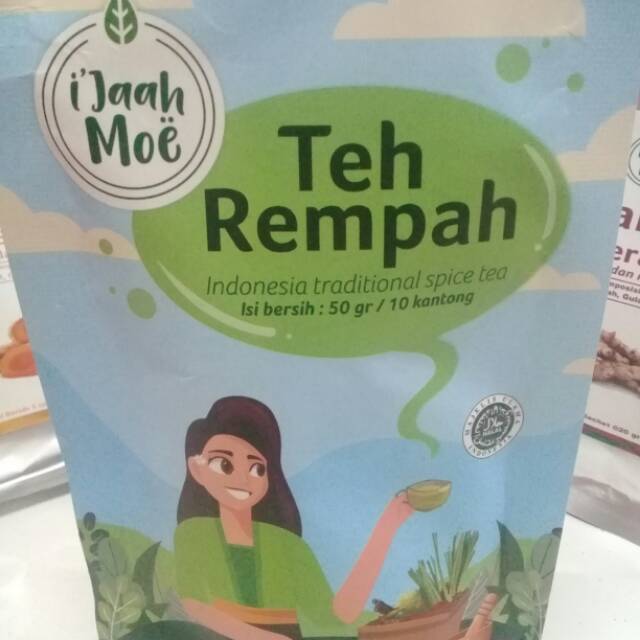 i'Jaah
Moë
Teh
Rempah
Indonesia traditional spice tea
Isi bersih : 50 gr / 10 kantong